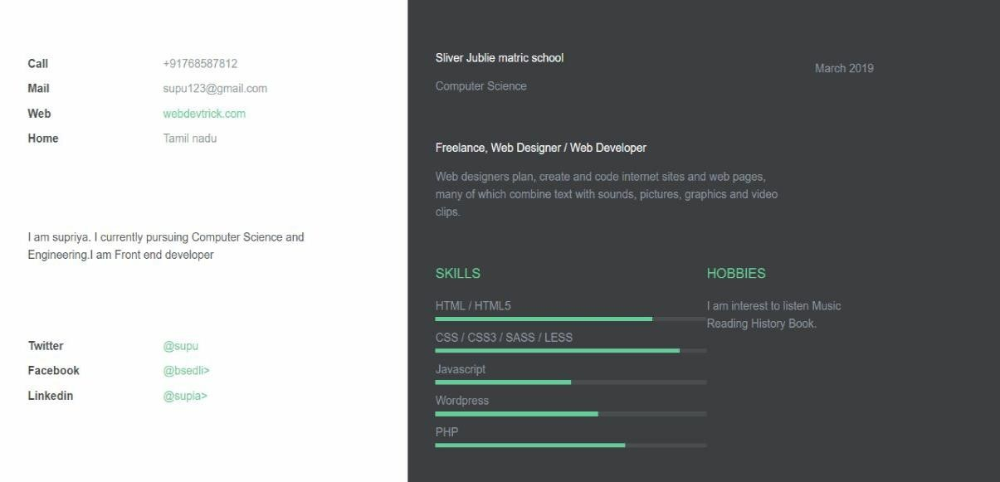 Call +91768587812
Mail supu123@gmail.com
Web webdevtrick.com
Home Tamil nadu
I am supriya. I currently pursuing Computer Science and
Engineering.I am Front end developer
Twitter @supu
Facebook @bsedli>
Linkedin @supia>
Sliver Jublie matric school
March 2019
Computer Science
Freelance, Web Designer / Web Developer
Web designers plan, create and code internet sites and web pages,
many of which combine text with sounds, pictures, graphics and video
clips.
SKILLS
HTML / HTML5
CSS / CSS3 / SASS / LESS
Javascript
Wordpress
PHP
HOBBIES
I am interest to listen Music
Reading History Book.